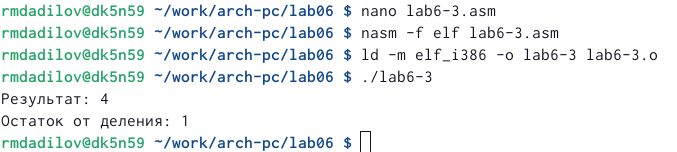 rmdadilov@dk5n59 ~/work/arch-pc/lab06 $ nano lab6-3.asm
rmdadilov@dk5n59 ~/work/arch-pc/lab06 $ nasm -f elf lab6-3.asm
rmdadilov@dk5n59 ~/work/arch-pc/lab06 $ ld -m elf_i386 -o lab6-3 lab6-3.o
rmdadilov@dk5n59 ~/work/arch-pc/lab06 $ ./lab6-3
Результат: 4
Остаток от деления: 1
rmdadilov@dk5n59 ~/work/arch-pc/lab06 $